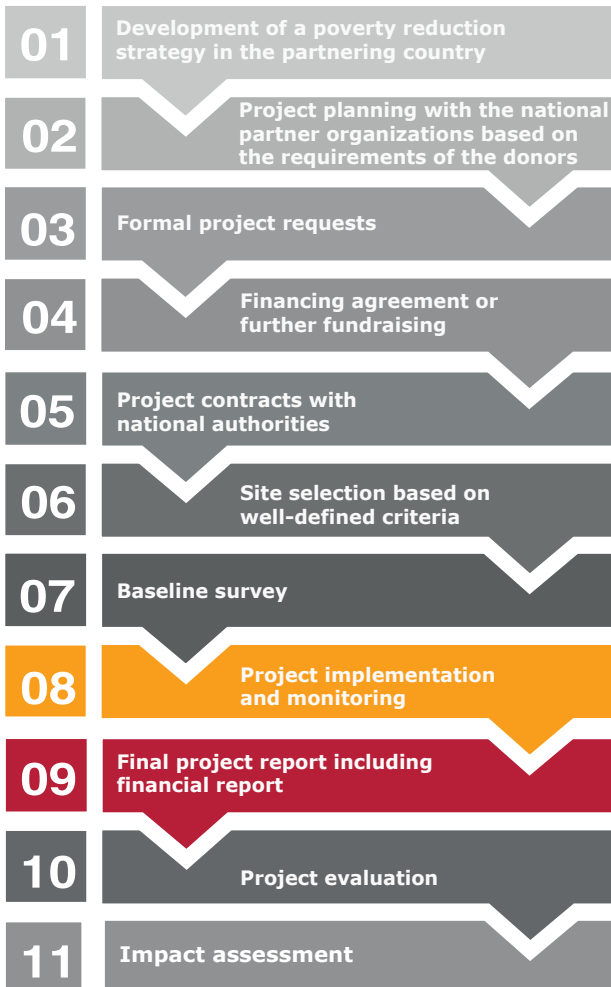 01
Development of a poverty reduction
strategy in the partnering country
02
Project planning with the national
partner organizations based on
the requirements of the donors
03
Formal project requests
04
Financing agreement or
further fundraising
05
Project contracts with
national authorities
06
Site selection based on
well-defined criteria
07
Baseline survey
08
Project implementation
and monitoring
09
Final project report including
financial report
10
Project evaluation
11
Impact assessment